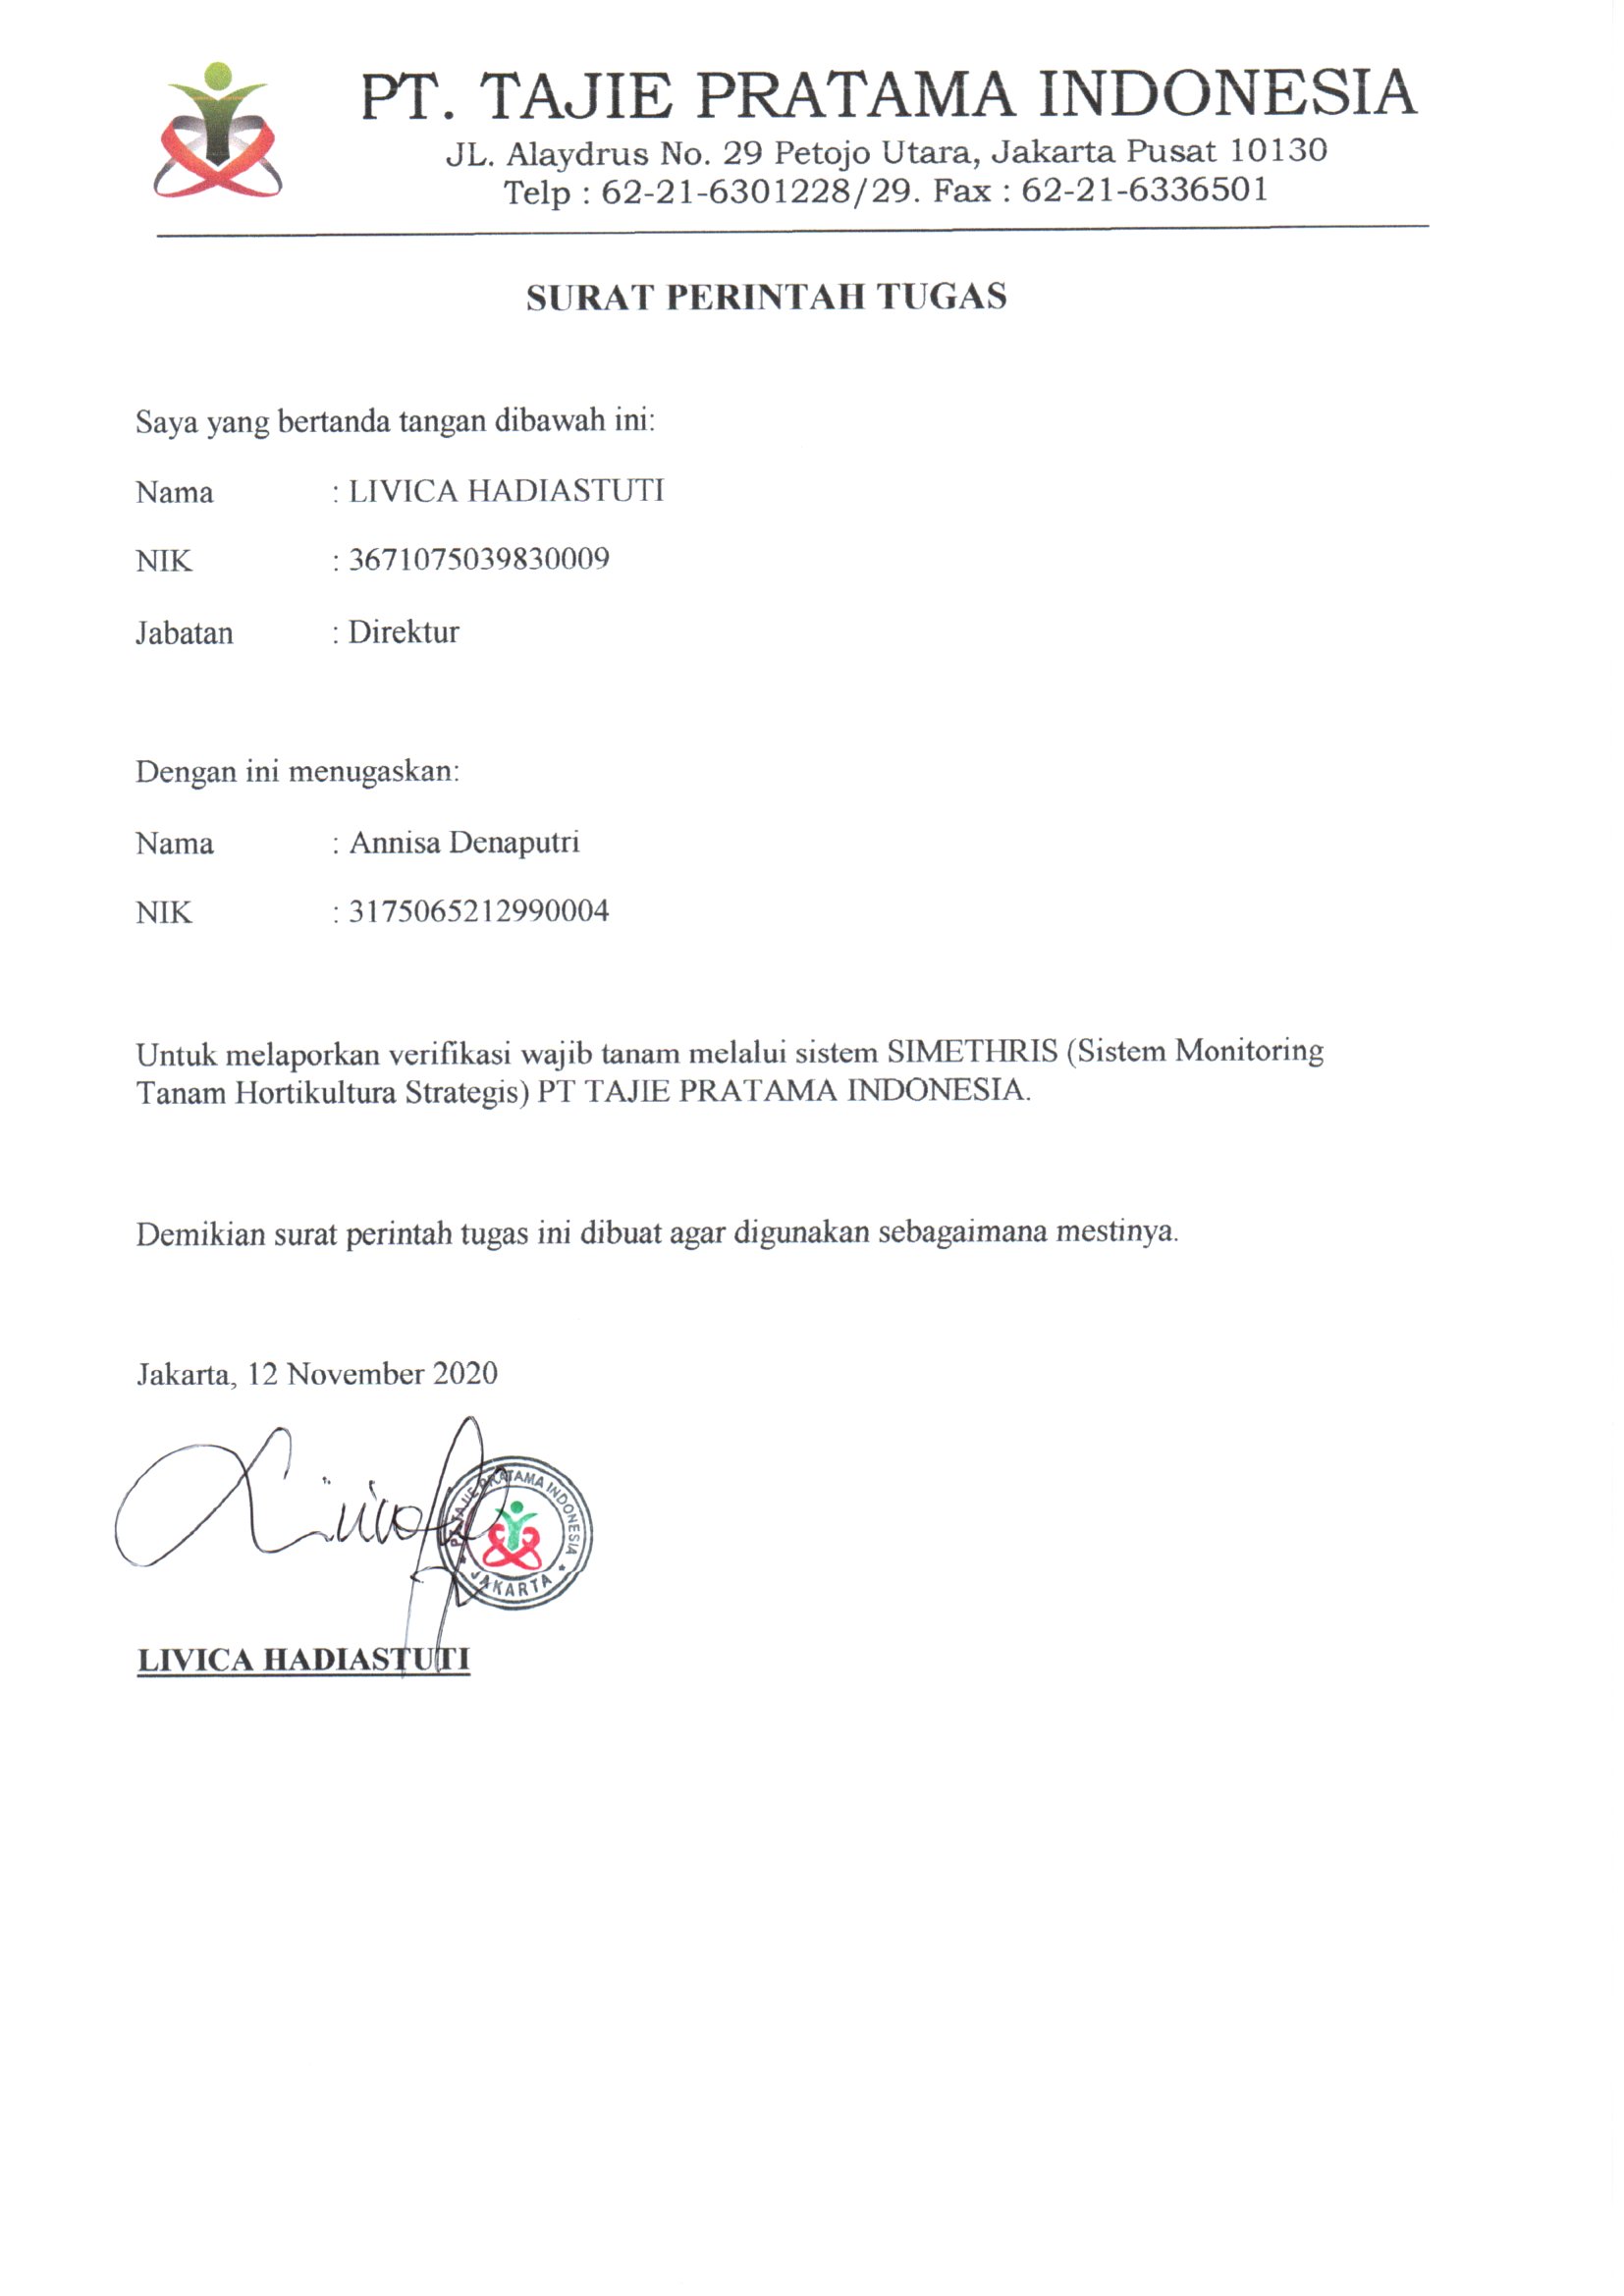 PT. TAJIE PRATAMA INDONESIA
JL. Alaydrus No. 29 Petojo Utara, Jakarta Pusat 10130
Telp : 62-21-6301228/29. Fax : 62-21-6336501
SURAT PERINTAH TUGAS
Saya yang bertanda tangan dibawah ini:
Nama : LIVICA HADIASTUTI
NIK : 3671075039830009
Jabatan : Direktur
Dengan ini menugaskan:
Nama : Annisa Denaputri
NIK : 3175065212990004
Untuk melaporkan verifikasi wajib tanam melalui sistem SIMETHRIS (Sistem Monitoring
Tanam Hortikultura Strategis) PT TAJIE PRATAMA INDONESIA.
Demikian surat perintah tugas ini dibuat agar digunakan sebagaimana mestinya.
Jakarta, 12 November 2020
PT. TAJIE PRATAMA INDONESIA
JAKARTA
LIVICA HADIASTUTI